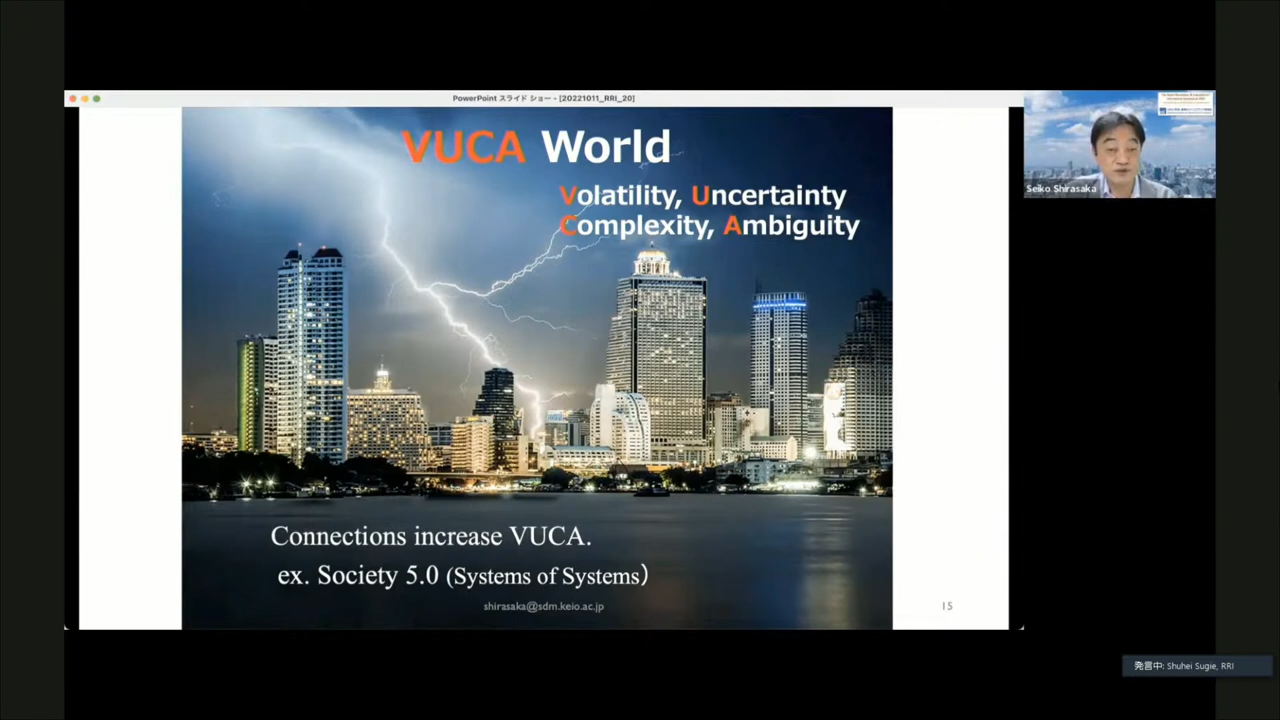 PowerPoint スライド ショー - [20221011_RRI_20]
VUCA World
Volatility, Uncertainty
Complexity, Ambiguity
Connections increase VUCA.
ex. Society 5.0 (Systems of Systems)
shirasaka@sdm.keio.ac.jp
15
Seiko Shirasaka
発言中: Shuhei Sugie, RRI